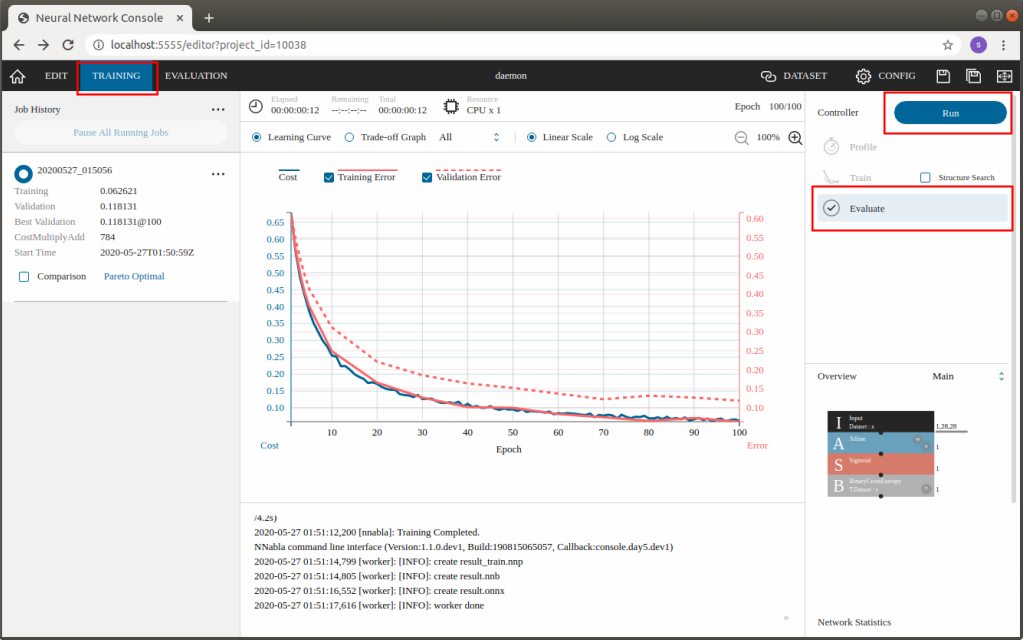 Neural Network Console
localhost:5555/editor?project_id=10038
S
EDIT TRAINING EVALUATION daemon DATASET CONFIG
Job History
Pause All Running Jobs
20200527_015056
Training 0.062621
Validation 0.118131
Best Validation 0.118131@100
CostMultiplyAdd 784
Start Time 2020-05-27T01:50:59Z
Comparison Pareto Optimal
Elapsed Remaining Total Resource
00:00:00:12 --:--:--:-- 00:00:00:12 CPU x 1
Epoch 100/100
Learning Curve Trade-off Graph All Linear Scale Log Scale 100%
Cost Training Error Validation Error
0.65
0.60
0.55
0.50
0.45
0.40
0.35
0.30
0.25
0.20
0.15
0.10
0.60
0.55
0.50
0.45
0.40
0.35
0.30
0.25
0.20
0.15
0.10
10 20 30 40 50 60 70 80 90 100
Cost Epoch Error
/4.2s)
2020-05-27 01:51:12,200 [nnabla]: Training Completed.
NNabla command line interface (Version:1.1.0.dev1, Build:190815065057, Callback:console.day5.dev1)
2020-05-27 01:51:14,799 [worker]: [INFO]: create result_train.nnp
2020-05-27 01:51:14,805 [worker]: [INFO]: create result.nnb
2020-05-27 01:51:16,552 [worker]: [INFO]: create result.onnx
2020-05-27 01:51:17,616 [worker]: [INFO]: worker done
Controller Run
Profile
Train Structure Search
Evaluate
Overview Main
I Input
Dataset : x 1,28,28
A Affine 1
S Sigmoid 1
B BinaryCrossEntropy
T.Dataset : y 1
Network Statistics